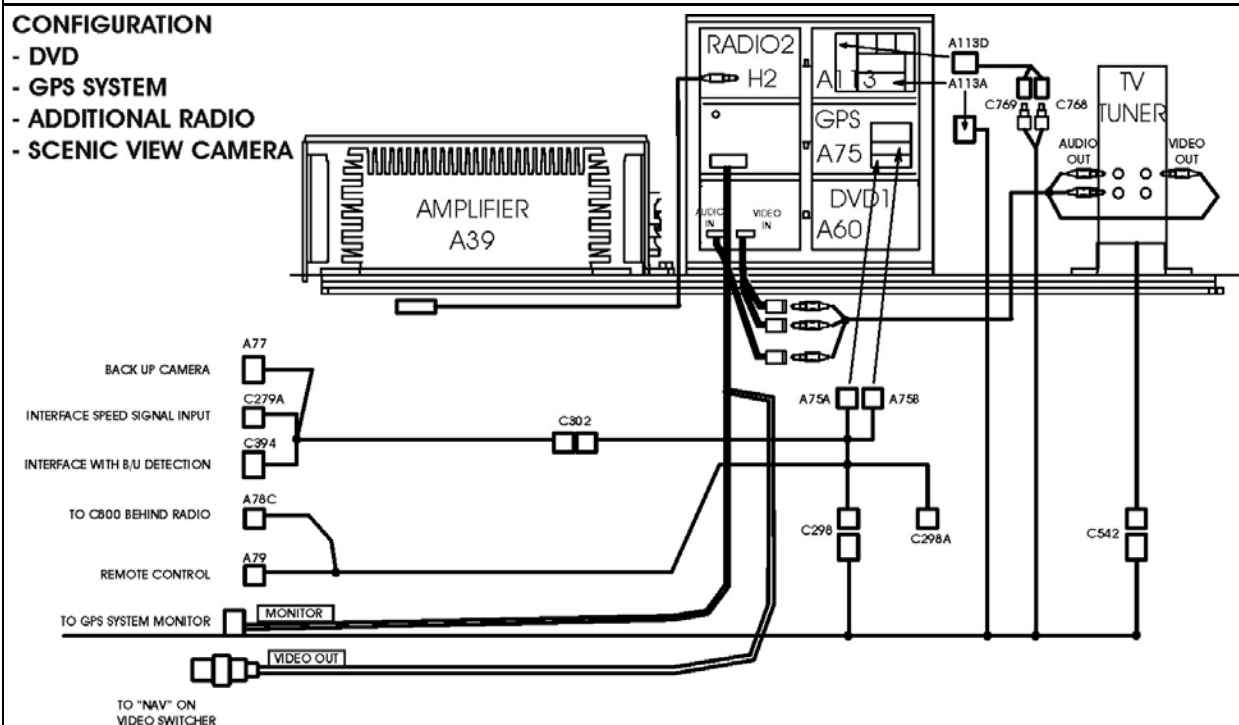 CONFIGURATION
- DVD
- GPS SYSTEM
- ADDITIONAL RADIO
- SCENIC VIEW CAMERA
RADIO2
H2
A113
A113D
A113A
C769
C768
TV
TUNER
AUDIO
OUT
VIDEO
OUT
GPS
A75
AMPLIFIER
A39
DVD1
A60
AUDIO
IN
VIDEO
IN
A77
BACK UP CAMERA
C279A
INTERFACE SPEED SIGNAL INPUT
C394
INTERFACE WITH B/U DETECTION
C302
A75A
A75B
A78C
TO C800 BEHIND RADIO
A79
REMOTE CONTROL
C298
C298A
C542
TO GPS SYSTEM MONITOR
MONITOR
VIDEO OUT
TO "NAV" ON
VIDEO SWITCHER